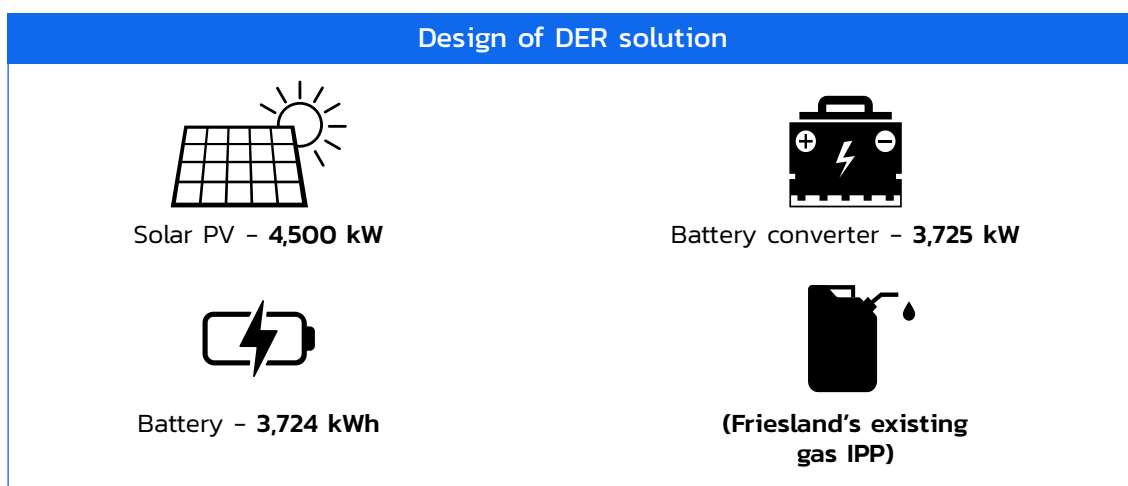 Design of DER solution
Solar PV – 4,500 kW
Battery converter – 3,725 kW
Battery – 3,724 kWh
(Friesland’s existing
gas IPP)